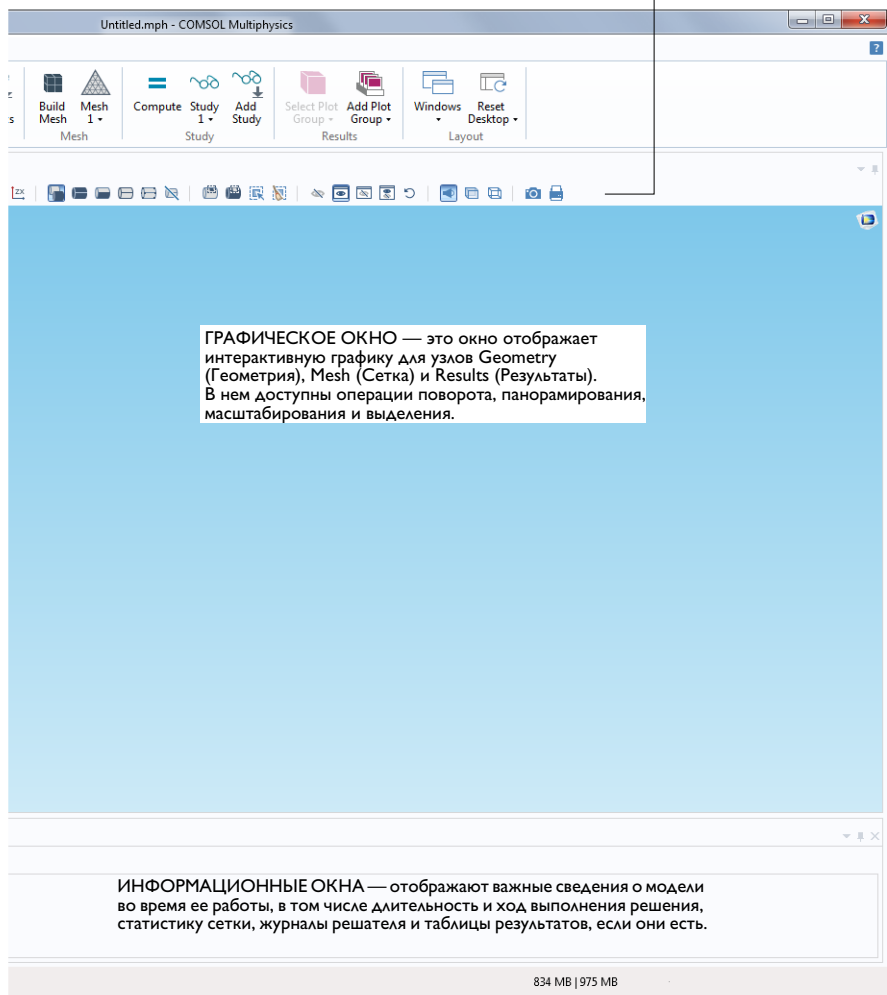 Untitled.mph - COMSOL Multiphysics
?
z
s
Build Mesh
Mesh 1
Compute
Study 1
Add Study
Select Plot Group
Add Plot Group
Windows
Reset Desktop
Mesh
Study
Results
Layout
zx
ГРАФИЧЕСКОЕ ОКНО — это окно отображает
интерактивную графику для узлов Geometry
(Геометрия), Mesh (Сетка) и Results (Результаты).
В нем доступны операции поворота, панорамирования,
масштабирования и выделения.
ИНФОРМАЦИОННЫЕ ОКНА — отображают важные сведения о модели
во время ее работы, в том числе длительность и ход выполнения решения,
статистику сетки, журналы решателя и таблицы результатов, если они есть.
834 MB | 975 MB